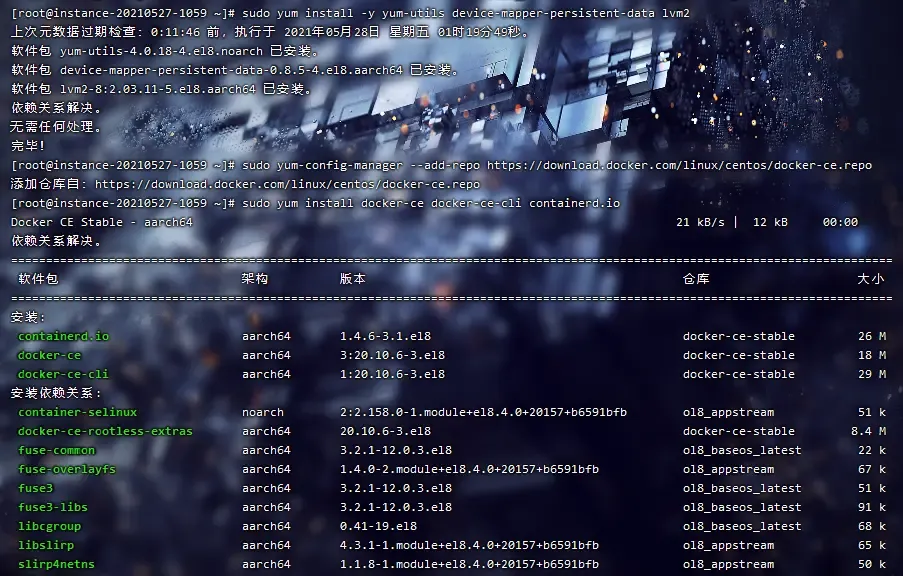 [root@instance-20210527-1059 ~]# sudo yum install -y yum-utils device-mapper-persistent-data lvm2
上次元数据过期检查：0:11:46 前，执行于 2021年05月28日 星期五 01时19分49秒。
软件包 yum-utils-4.0.18-4.el8.noarch 已安装。
软件包 device-mapper-persistent-data-0.8.5-4.el8.aarch64 已安装。
软件包 lvm2-8:2.03.11-5.el8.aarch64 已安装。
依赖关系解决。
无需任何处理。
完毕！
[root@instance-20210527-1059 ~]# sudo yum-config-manager --add-repo https://download.docker.com/linux/centos/docker-ce.repo
添加仓库自：https://download.docker.com/linux/centos/docker-ce.repo
[root@instance-20210527-1059 ~]# sudo yum install docker-ce docker-ce-cli containerd.io
Docker CE Stable - aarch64 21 kB/s | 12 kB 00:00
依赖关系解决。
================================================================================
软件包 架构 版本 仓库 大小
================================================================================
安装:
containerd.io aarch64 1.4.6-3.1.el8 docker-ce-stable 26 M
docker-ce aarch64 3:20.10.6-3.el8 docker-ce-stable 18 M
docker-ce-cli aarch64 1:20.10.6-3.el8 docker-ce-stable 29 M
安装依赖关系:
container-selinux noarch 2:2.158.0-1.module+el8.4.0+20157+b6591bfb ol8_appstream 51 k
docker-ce-rootless-extras aarch64 20.10.6-3.el8 docker-ce-stable 8.4 M
fuse-common aarch64 3.2.1-12.0.3.el8 ol8_baseos_latest 22 k
fuse-overlayfs aarch64 1.4.0-2.module+el8.4.0+20157+b6591bfb ol8_appstream 67 k
fuse3 aarch64 3.2.1-12.0.3.el8 ol8_baseos_latest 51 k
fuse3-libs aarch64 3.2.1-12.0.3.el8 ol8_baseos_latest 91 k
libcgroup aarch64 0.41-19.el8 ol8_baseos_latest 68 k
libslirp aarch64 4.3.1-1.module+el8.4.0+20157+b6591bfb ol8_appstream 65 k
slirp4netns aarch64 1.1.8-1.module+el8.4.0+20157+b6591bfb ol8_appstream 50 k